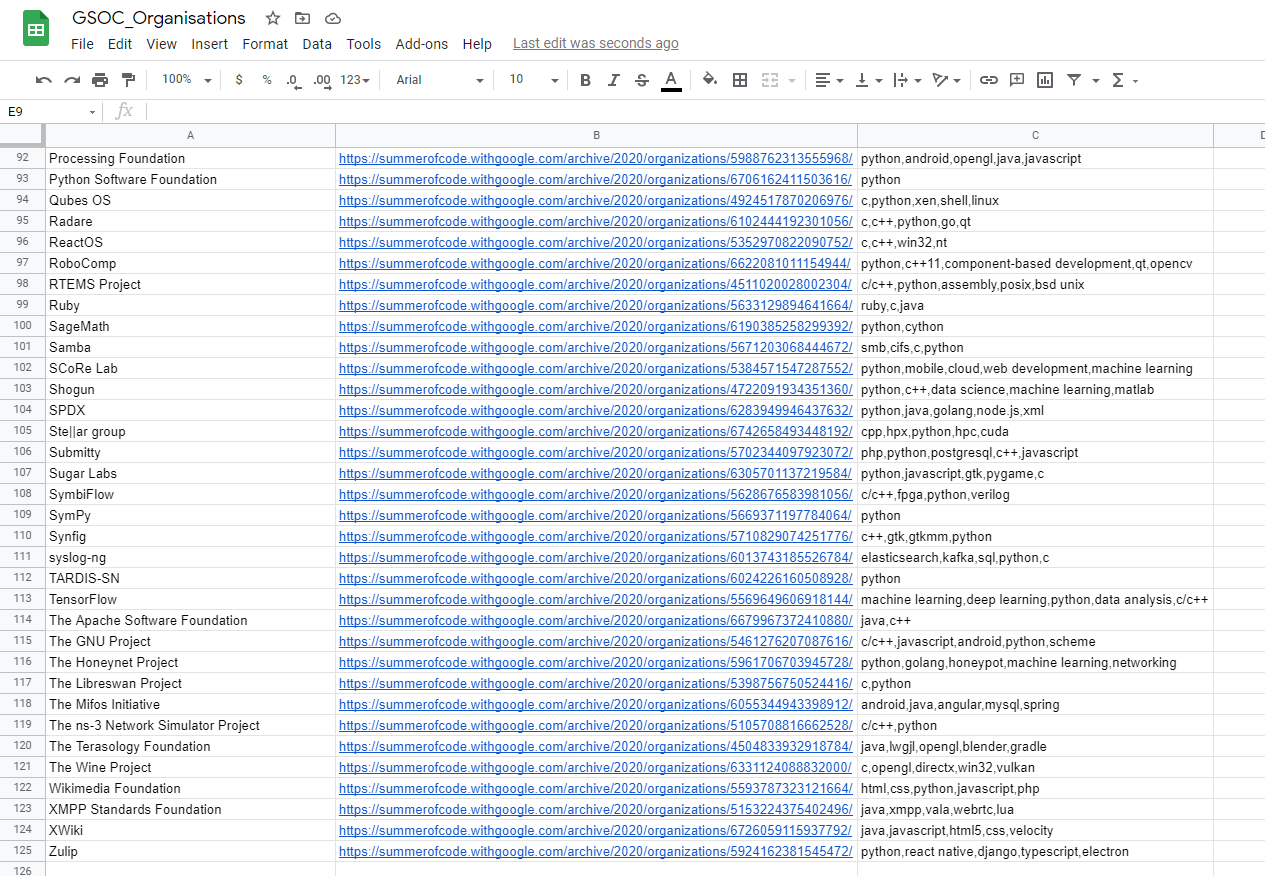 GSOC_Organisations
File Edit View Insert Format Data Tools Add-ons Help Last edit was seconds ago
100% $ % .0 .00 123 Arial 10 B I S A Σ
E9 fx
A B C D
92 Processing Foundation https://summerofcode.withgoogle.com/archive/2020/organizations/5988762313555968/ python,android,opengl,java,javascript
93 Python Software Foundation https://summerofcode.withgoogle.com/archive/2020/organizations/6706162411503616/ python
94 Qubes OS https://summerofcode.withgoogle.com/archive/2020/organizations/4924517870206976/ c,python,xen,shell,linux
95 Radare https://summerofcode.withgoogle.com/archive/2020/organizations/6102444192301056/ c,c++,python,go,qt
96 ReactOS https://summerofcode.withgoogle.com/archive/2020/organizations/5352970822090752/ c,c++,win32,nt
97 RoboComp https://summerofcode.withgoogle.com/archive/2020/organizations/6622081011154944/ python,c++11,component-based development,qt,opencv
98 RTEMS Project https://summerofcode.withgoogle.com/archive/2020/organizations/4511020028002304/ c/c++,python,assembly,posix,bsd unix
99 Ruby https://summerofcode.withgoogle.com/archive/2020/organizations/5633129894641664/ ruby,c,java
100 SageMath https://summerofcode.withgoogle.com/archive/2020/organizations/6190385258299392/ python,cython
101 Samba https://summerofcode.withgoogle.com/archive/2020/organizations/5671203068444672/ smb,cifs,c,python
102 SCoRe Lab https://summerofcode.withgoogle.com/archive/2020/organizations/5384571547287552/ python,mobile,cloud,web development,machine learning
103 Shogun https://summerofcode.withgoogle.com/archive/2020/organizations/4722091934351360/ python,c++,data science,machine learning,matlab
104 SPDX https://summerofcode.withgoogle.com/archive/2020/organizations/6283949946437632/ python,java,golang,node.js,xml
105 Ste||ar group https://summerofcode.withgoogle.com/archive/2020/organizations/6742658493448192/ cpp,hpx,python,hpc,cuda
106 Submitty https://summerofcode.withgoogle.com/archive/2020/organizations/5702344097923072/ php,python,postgresql,c++,javascript
107 Sugar Labs https://summerofcode.withgoogle.com/archive/2020/organizations/6305701137219584/ python,javascript,gtk,pygame,c
108 SymbiFlow https://summerofcode.withgoogle.com/archive/2020/organizations/5628676583981056/ c/c++,fpga,python,verilog
109 SymPy https://summerofcode.withgoogle.com/archive/2020/organizations/5669371197784064/ python
110 Synfig https://summerofcode.withgoogle.com/archive/2020/organizations/5710829074251776/ c++,gtk,gtkmm,python
111 syslog-ng https://summerofcode.withgoogle.com/archive/2020/organizations/6013743185526784/ elasticsearch,kafka,sql,python,c
112 TARDIS-SN https://summerofcode.withgoogle.com/archive/2020/organizations/6024226160508928/ python
113 TensorFlow https://summerofcode.withgoogle.com/archive/2020/organizations/5569649606918144/ machine learning,deep learning,python,data analysis,c/c++
114 The Apache Software Foundation https://summerofcode.withgoogle.com/archive/2020/organizations/6679967372410880/ java,c++
115 The GNU Project https://summerofcode.withgoogle.com/archive/2020/organizations/5461276207087616/ c/c++,javascript,android,python,scheme
116 The Honeynet Project https://summerofcode.withgoogle.com/archive/2020/organizations/5961706703945728/ python,golang,honeypot,machine learning,networking
117 The Libreswan Project https://summerofcode.withgoogle.com/archive/2020/organizations/5398756750524416/ c,python
118 The Mifos Initiative https://summerofcode.withgoogle.com/archive/2020/organizations/6055344943398912/ android,java,angular,mysql,spring
119 The ns-3 Network Simulator Project https://summerofcode.withgoogle.com/archive/2020/organizations/5105708816662528/ c/c++,python
120 The Terasology Foundation https://summerofcode.withgoogle.com/archive/2020/organizations/4504833932918784/ java,lwgjl,opengl,blender,gradle
121 The Wine Project https://summerofcode.withgoogle.com/archive/2020/organizations/6331124088832000/ c,opengl,directx,win32,vulkan
122 Wikimedia Foundation https://summerofcode.withgoogle.com/archive/2020/organizations/5593787323121664/ html,css,python,javascript,php
123 XMPP Standards Foundation https://summerofcode.withgoogle.com/archive/2020/organizations/5153224375402496/ java,xmpp,vala,webrtc,lua
124 XWiki https://summerofcode.withgoogle.com/archive/2020/organizations/6726059115937792/ java,javascript,html5,css,velocity
125 Zulip https://summerofcode.withgoogle.com/archive/2020/organizations/5924162381545472/ python,react native,django,typescript,electron
126